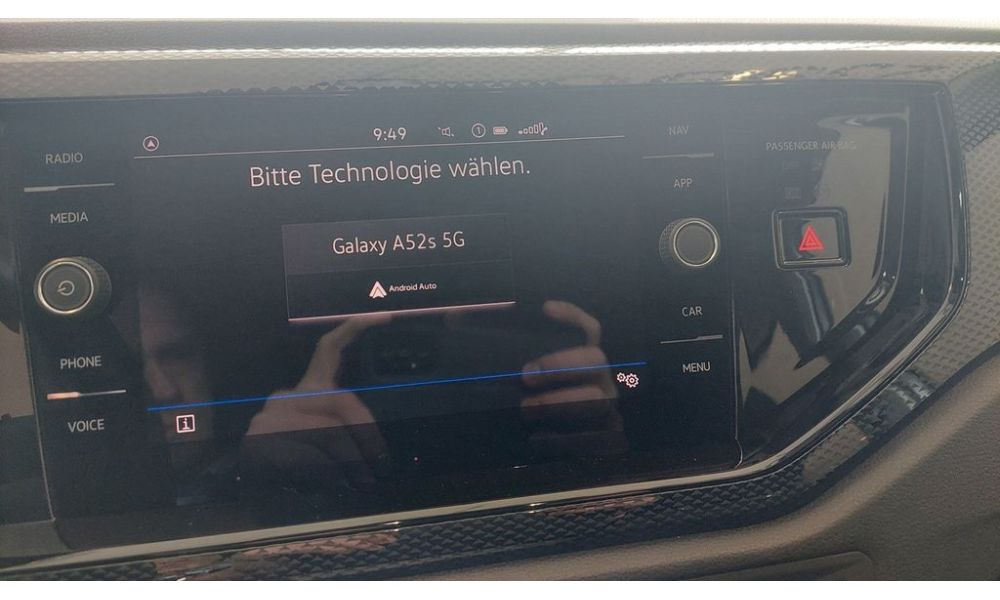 9:49
1
NAV
RADIO
Bitte Technologie wählen.
PASSENGER AIR BAG
APP
MEDIA
Galaxy A52s 5G
Android Auto
CAR
PHONE
MENU
VOICE
i